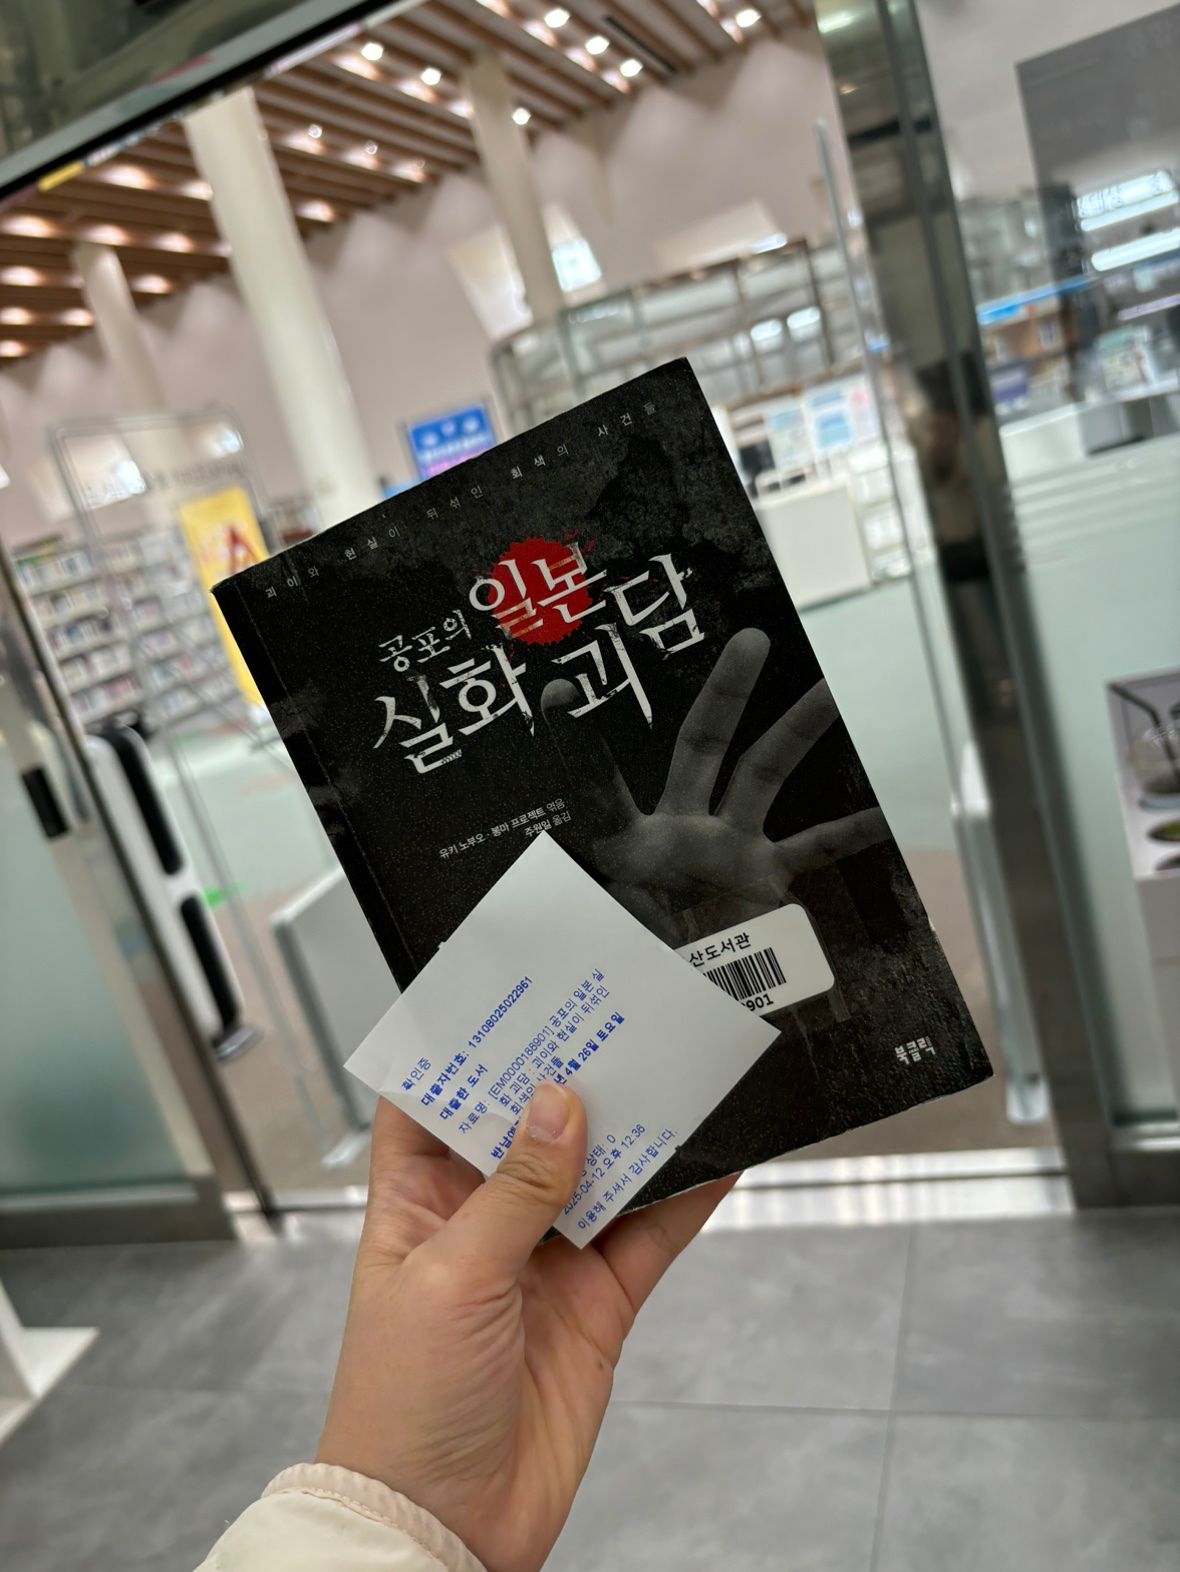 괴이와 현실이 뒤섞인 회색의 사건들
공포의 일본
실화 괴담
유키 노부오·봉마 프로젝트 엮음
주원일 옮김
산도서관
901
북클릭
확인증
대출자번호: 13108025022961
대출한 도서
자료명: [EM0000188901] 공포의 일본 실
화 괴담 : 괴이와 현실이 뒤섞인
회색의 사건들
반납예 년 4월 26일 토요일
상태: 0
2025-04-12 오후 12:36
이용해 주셔서 감사합니다.